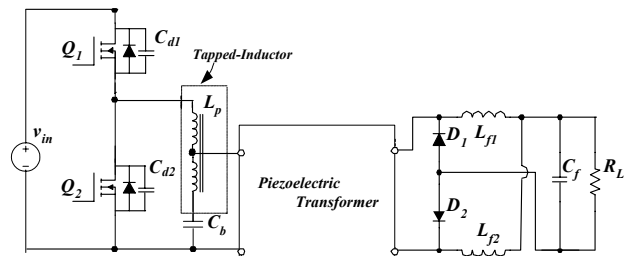 Q1
Cd1
Tapped-Inductor
Lp
vin
+
−
Q2
Cd2
Cb
Piezoelectric
Transformer
D1
Lf1
D2
Lf2
Cf
RL